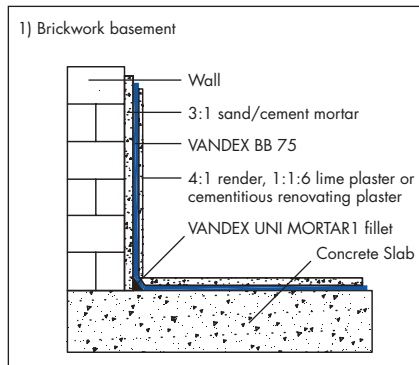 1) Brickwork basement
Wall
3:1 sand/cement mortar
VANDEX BB 75
4:1 render, 1:1:6 lime plaster or
cementitious renovating plaster
VANDEX UNI MORTAR1 fillet
Concrete Slab